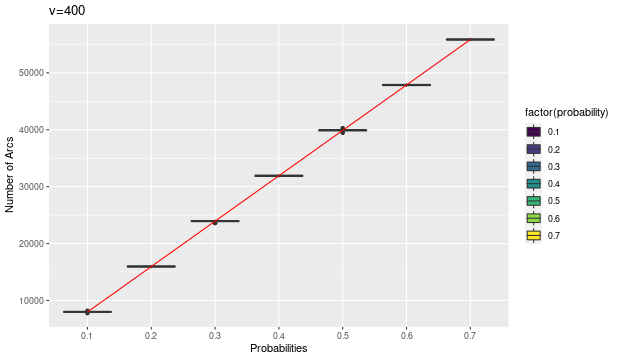 v=400
Number of Arcs
50000
40000
30000
20000
10000
0.1 0.2 0.3 0.4 0.5 0.6 0.7
Probabilities
factor(probability)
0.1
0.2
0.3
0.4
0.5
0.6
0.7